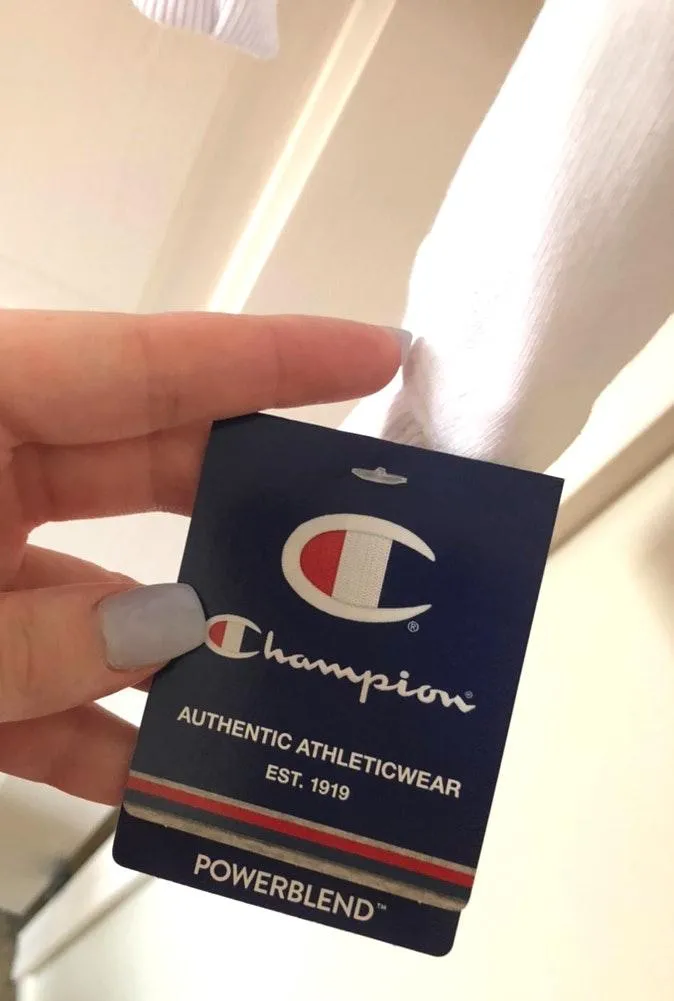 ®
Champion®
AUTHENTIC ATHLETICWEAR
EST. 1919
POWERBLEND™